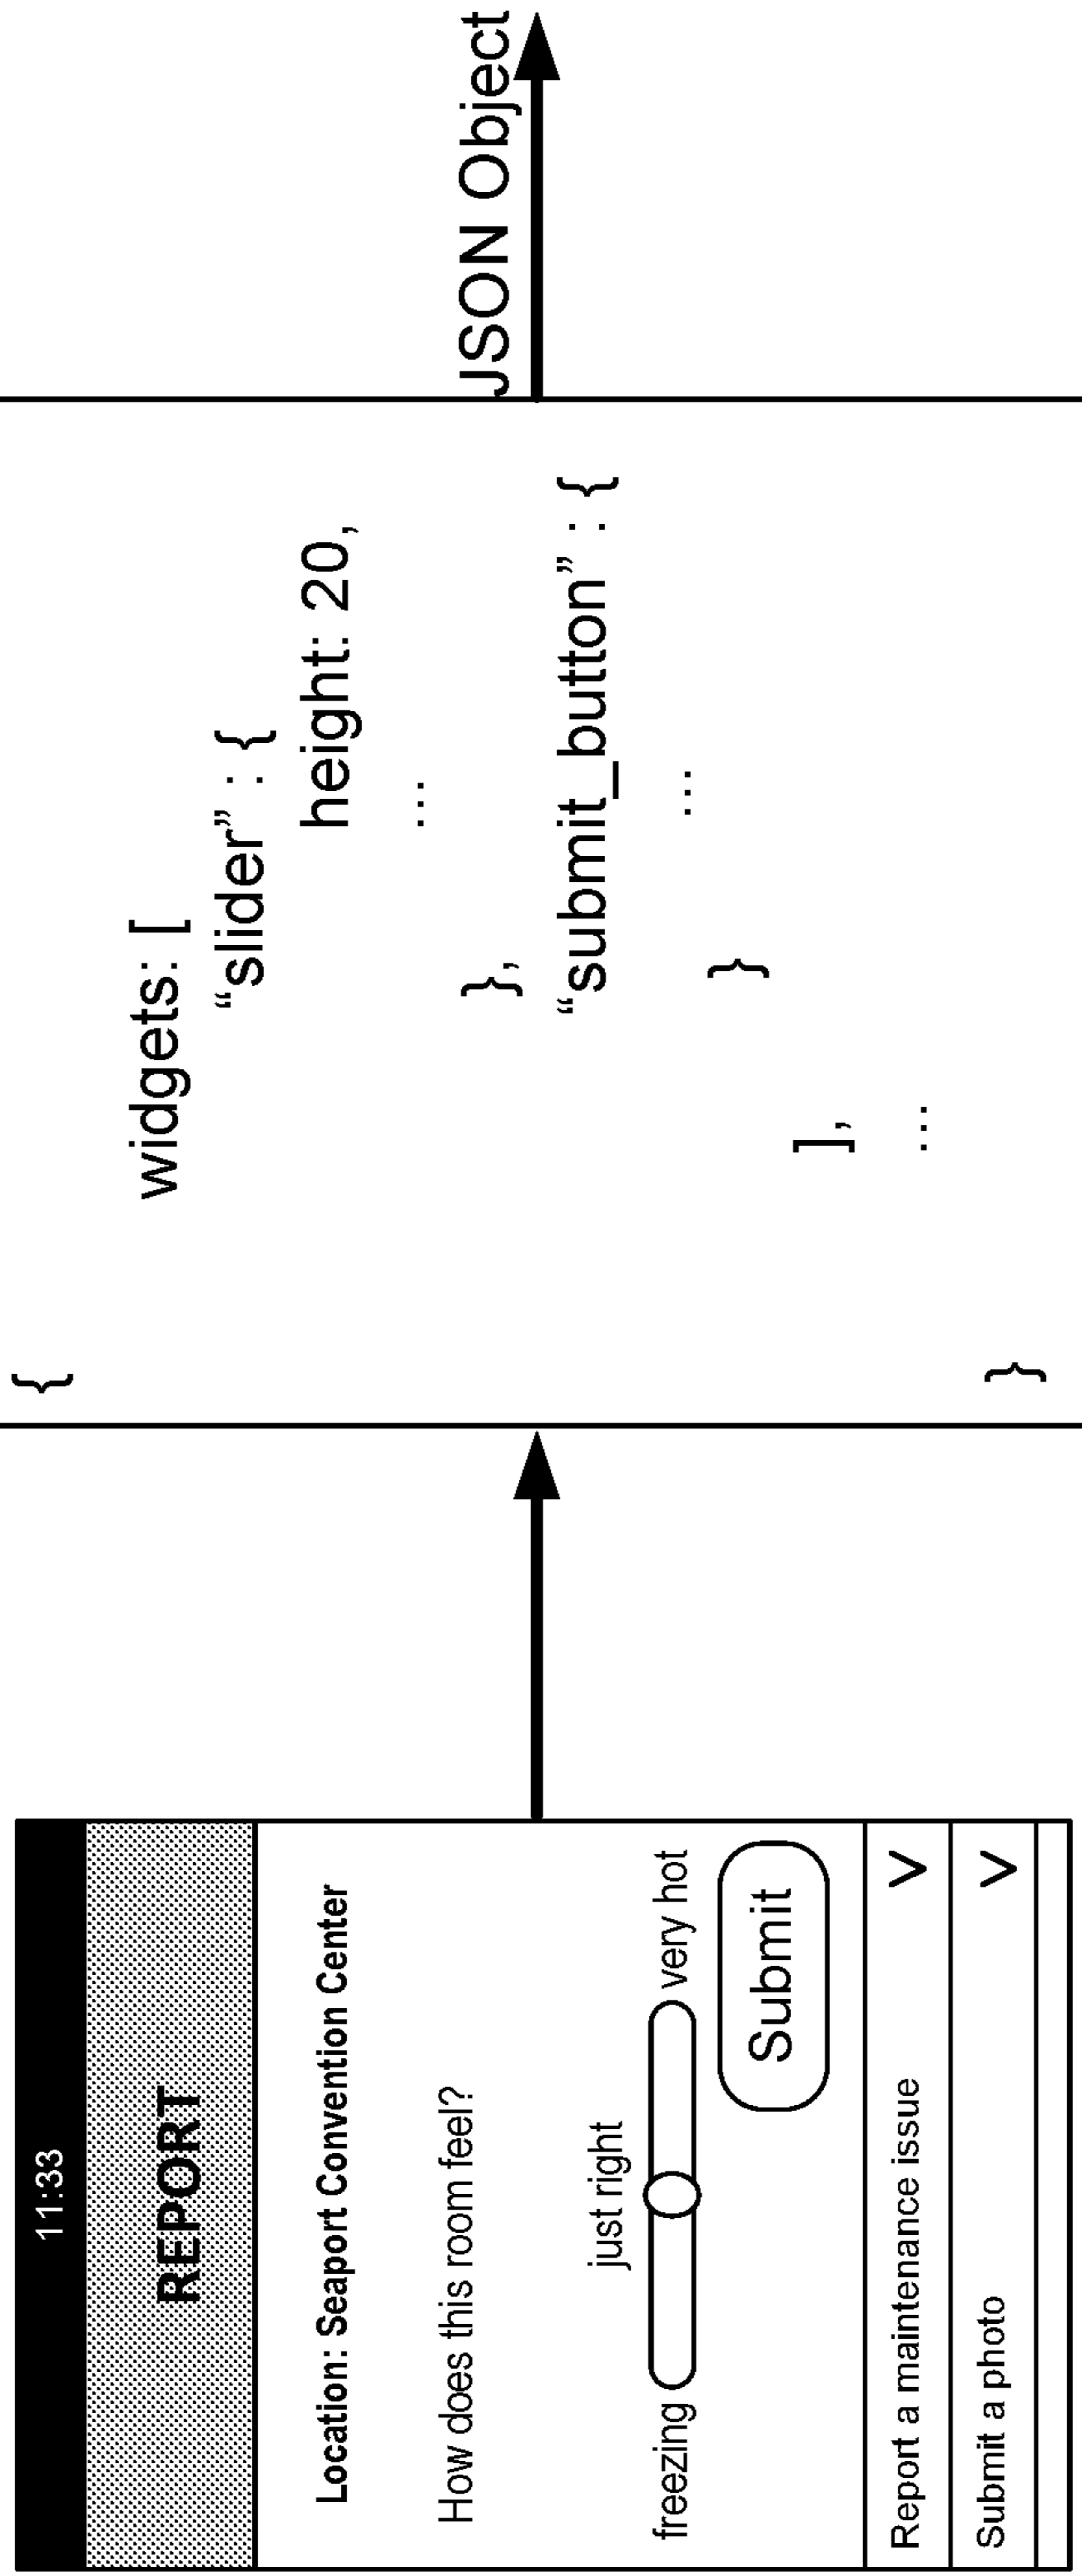 11:33
REPORT
Location: Seaport Convention Center
How does this room feel?
just right
freezing very hot
Submit
Report a maintenance issue V
Submit a photo V
{
widgets: [
“slider” : {
height: 20,
...
},
“submit_button” : {
...
}
],
...
}
JSON Object